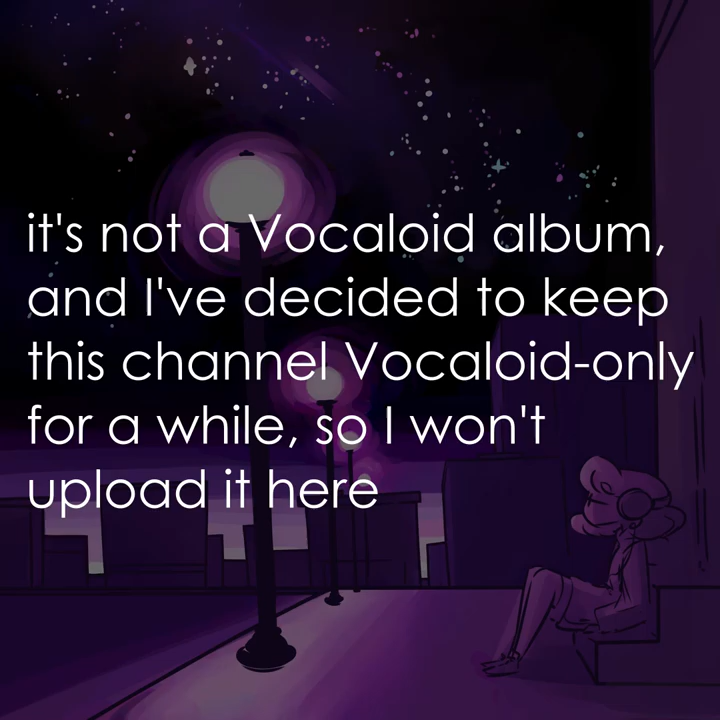 it's not a Vocaloid album,
and I've decided to keep
this channel Vocaloid-only
for a while, so I won't
upload it here